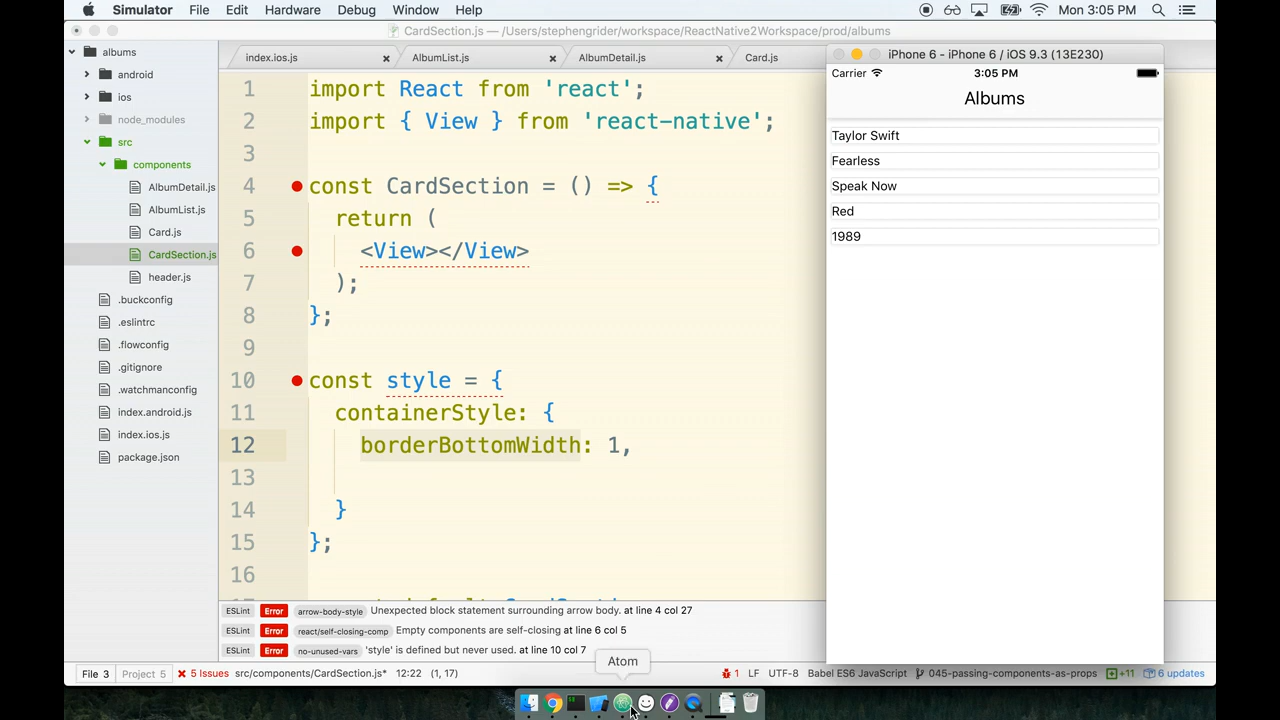 Simulator File Edit Hardware Debug Window Help Mon 3:05 PM
CardSection.js — /Users/stephengrider/workspace/ReactNative2Workspace/prod/albums
albums
android
ios
node_modules
src
components
AlbumDetail.js
AlbumList.js
Card.js
CardSection.js
header.js
.buckconfig
.eslintrc
.flowconfig
.gitignore
.watchmanconfig
index.android.js
index.ios.js
package.json
index.ios.js AlbumList.js AlbumDetail.js Card.js
1 import React from 'react';
2 import { View } from 'react-native';
3
4 const CardSection = () => {
5 return (
6 <View></View>
7 );
8 };
9
10 const style = {
11 containerStyle: {
12 borderBottomWidth: 1,
13
14 }
15 };
16
iPhone 6 - iPhone 6 / iOS 9.3 (13E230)
Carrier 3:05 PM
Albums
Taylor Swift
Fearless
Speak Now
Red
1989
ESLint Error arrow-body-style Unexpected block statement surrounding arrow body. at line 4 col 27
ESLint Error react/self-closing-comp Empty components are self-closing at line 6 col 5
ESLint Error no-unused-vars 'style' is defined but never used. at line 10 col 7
File 3 Project 5 5 Issues src/components/CardSection.js* 12:22 (1, 17) 1 LF UTF-8 Babel ES6 JavaScript 045-passing-components-as-props +11 6 updates
Atom